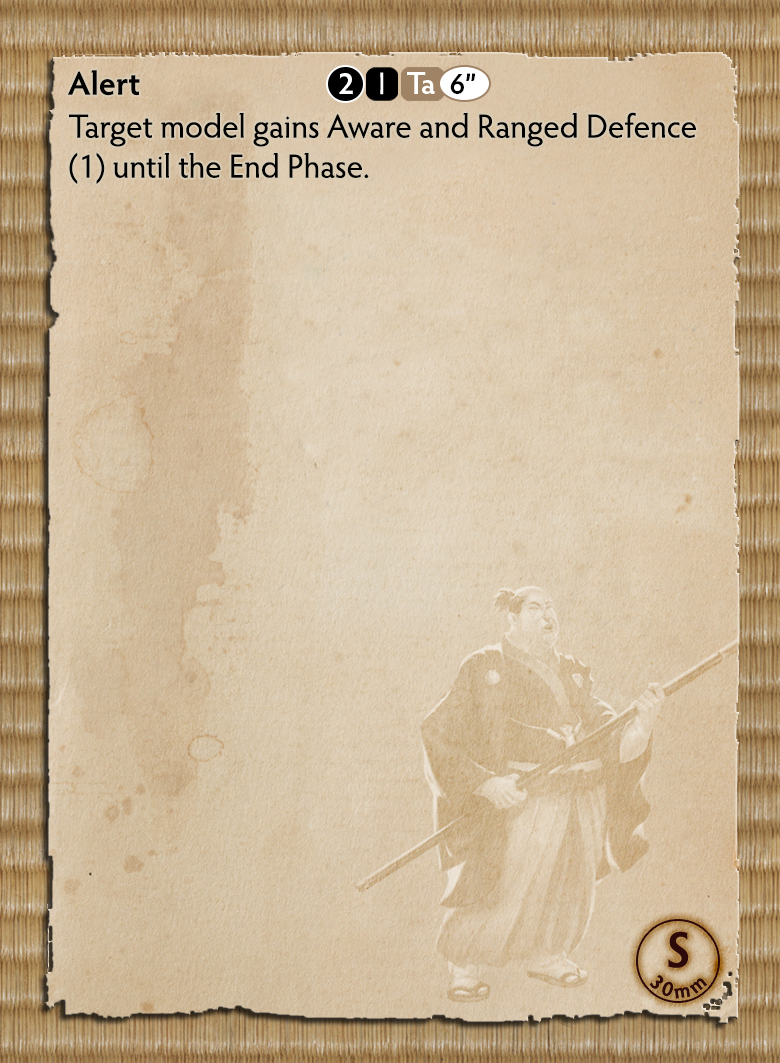 Alert 2 1 Ta 6”
Target model gains Aware and Ranged Defence
(1) until the End Phase.
S
30mm